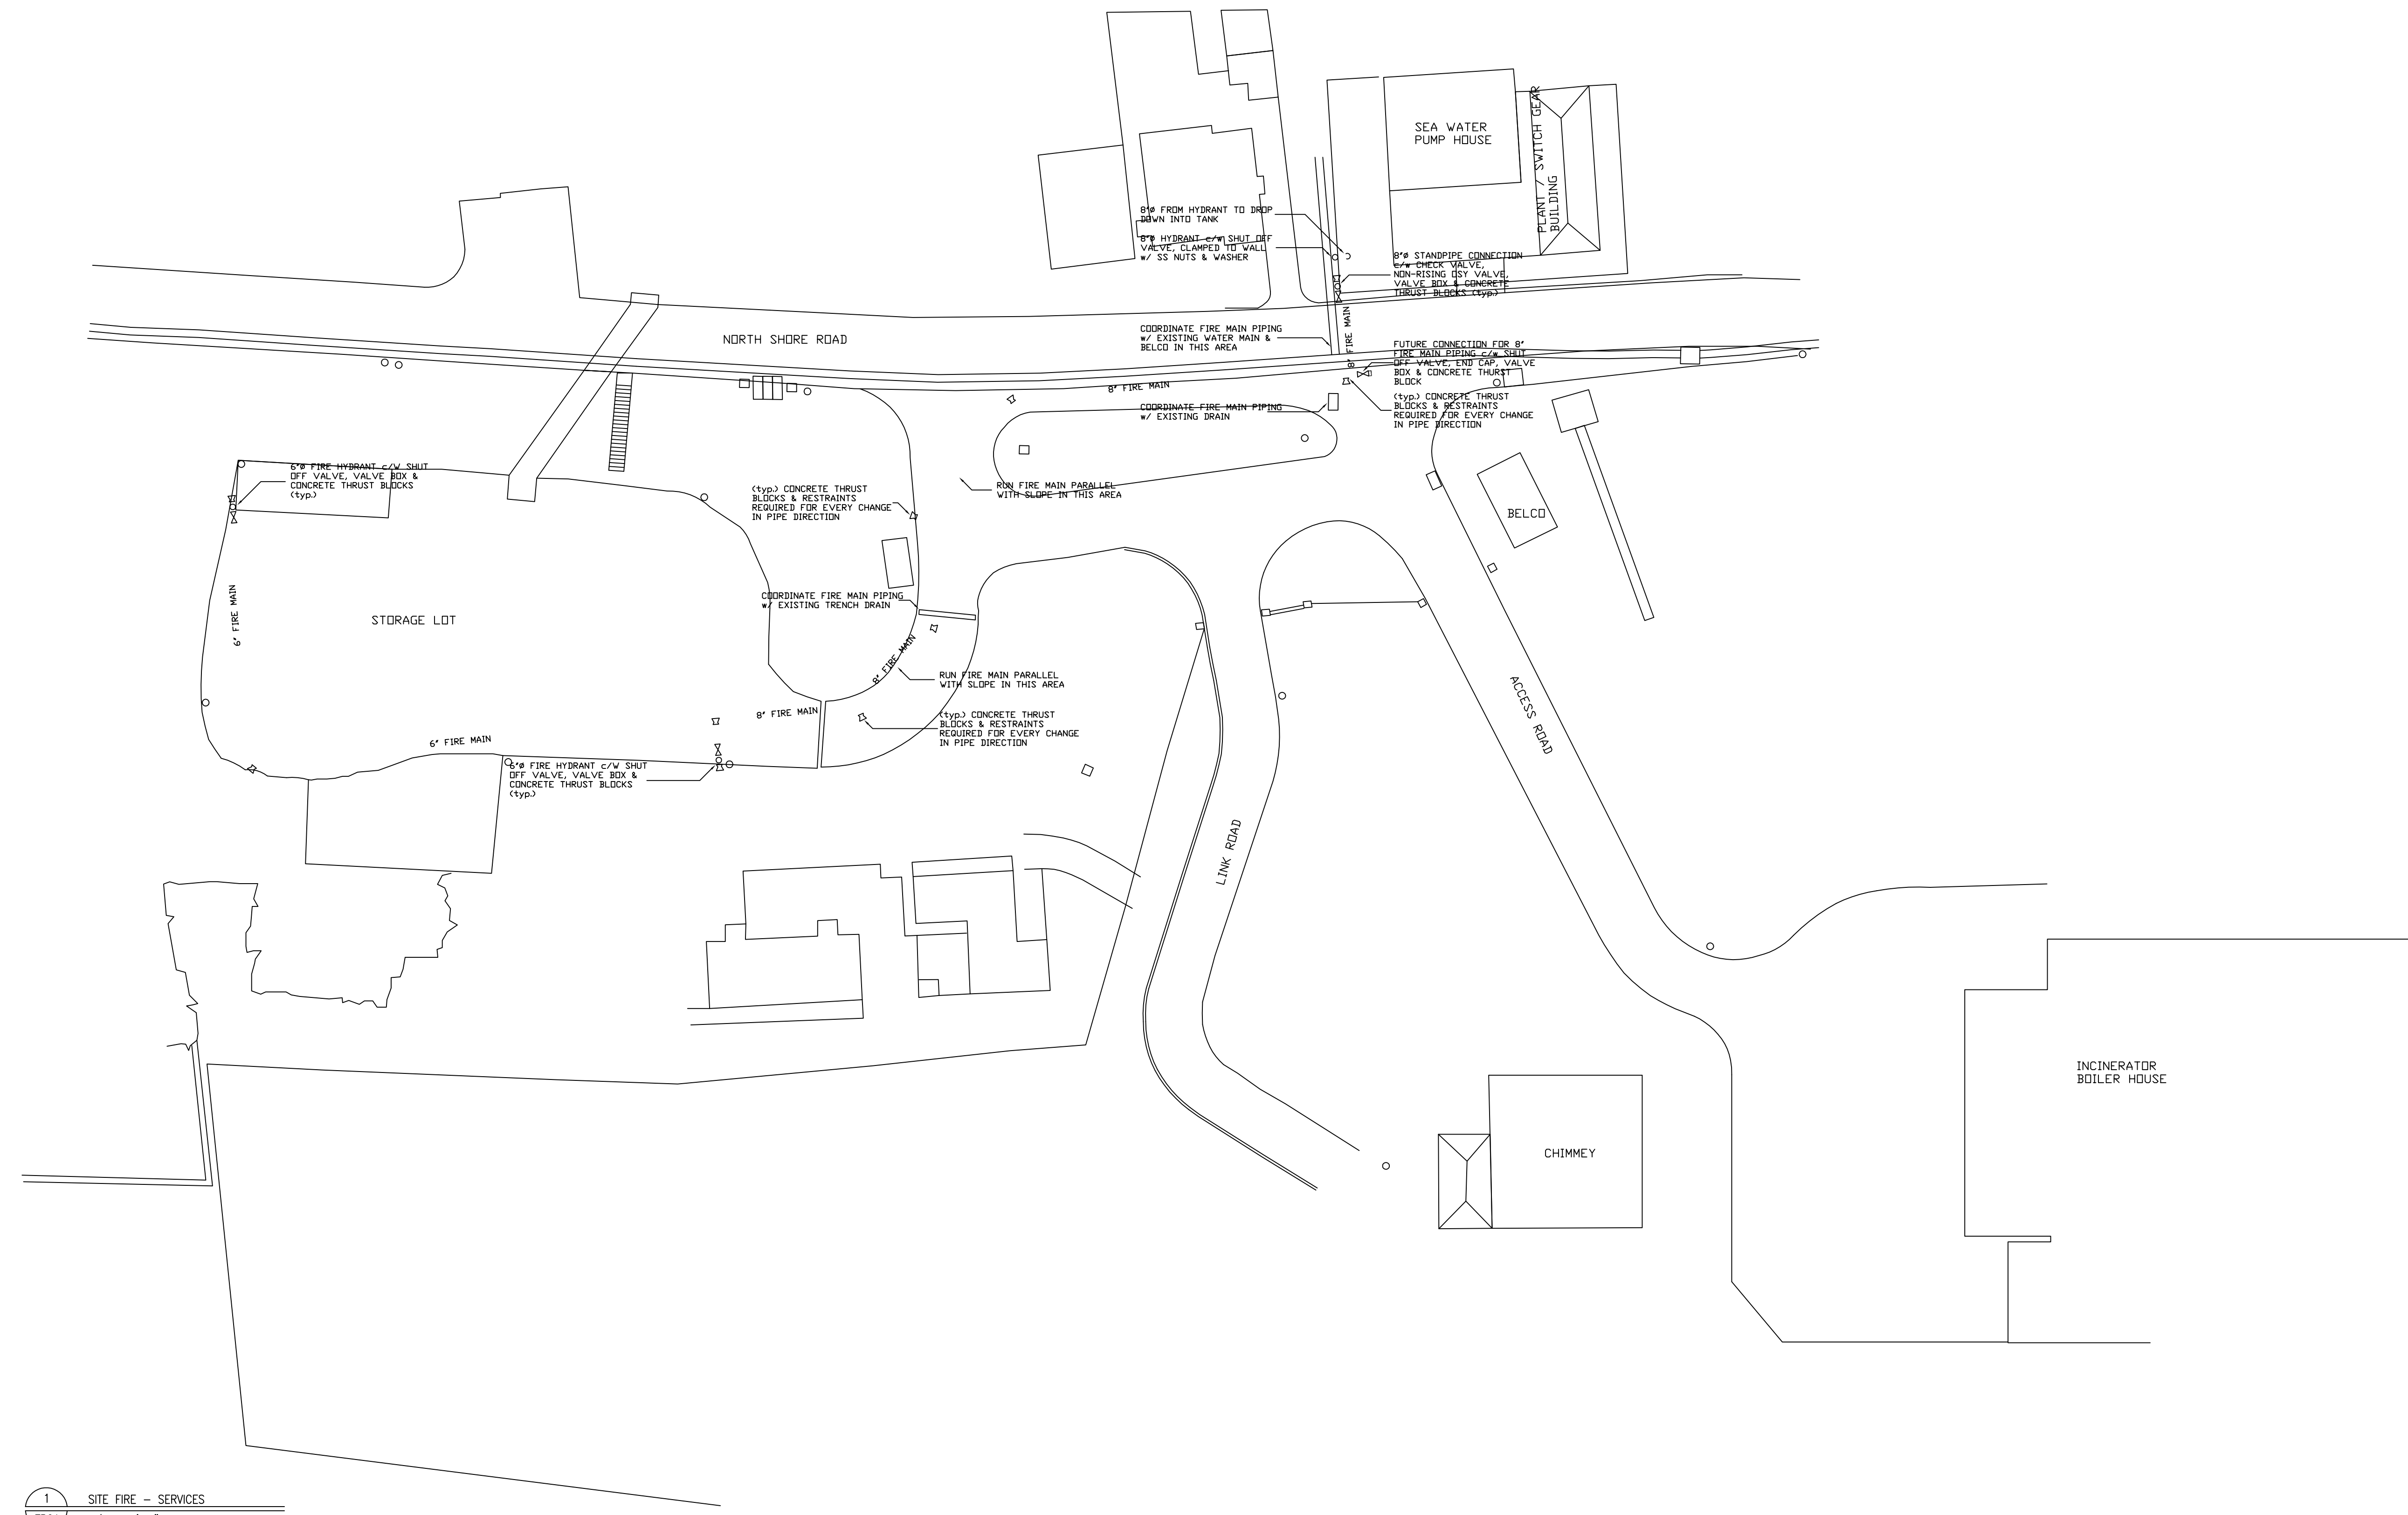 SEA WATER
PUMP HOUSE
PLANT / SWITCH GEAR
BUILDING
8"Ø FROM HYDRANT TO DROP
DOWN INTO TANK
8"Ø HYDRANT c/w SHUT OFF
VALVE, CLAMPED TO WALL
w/ SS NUTS & WASHER
8"Ø STANDPIPE CONNECTION
c/w CHECK VALVE,
NON-RISING OSY VALVE,
VALVE BOX & CONCRETE
THRUST BLOCKS (typ.)
NORTH SHORE ROAD
COORDINATE FIRE MAIN PIPING
w/ EXISTING WATER MAIN &
BELCO IN THIS AREA
8" FIRE MAIN
FUTURE CONNECTION FOR 8"
FIRE MAIN PIPING c/w SHUT
OFF VALVE, END CAP, VALVE
BOX & CONCRETE THURST
BLOCK
8" FIRE MAIN
COORDINATE FIRE MAIN PIPING
w/ EXISTING DRAIN
(typ.) CONCRETE THRUST
BLOCKS & RESTRAINTS
REQUIRED FOR EVERY CHANGE
IN PIPE DIRECTION
6"Ø FIRE HYDRANT c/W SHUT
OFF VALVE, VALVE BOX &
CONCRETE THRUST BLOCKS
(typ.)
(typ.) CONCRETE THRUST
BLOCKS & RESTRAINTS
REQUIRED FOR EVERY CHANGE
IN PIPE DIRECTION
RUN FIRE MAIN PARALLEL
WITH SLOPE IN THIS AREA
BELCO
6" FIRE MAIN
STORAGE LOT
COORDINATE FIRE MAIN PIPING
w/ EXISTING TRENCH DRAIN
8" FIRE MAIN
RUN FIRE MAIN PARALLEL
WITH SLOPE IN THIS AREA
ACCESS ROAD
8" FIRE MAIN
(typ.) CONCRETE THRUST
BLOCKS & RESTRAINTS
REQUIRED FOR EVERY CHANGE
IN PIPE DIRECTION
6" FIRE MAIN
6"Ø FIRE HYDRANT c/W SHUT
OFF VALVE, VALVE BOX &
CONCRETE THRUST BLOCKS
(typ.)
LINK ROAD
INCINERATOR
BOILER HOUSE
CHIMMEY
1
SITE FIRE - SERVICES